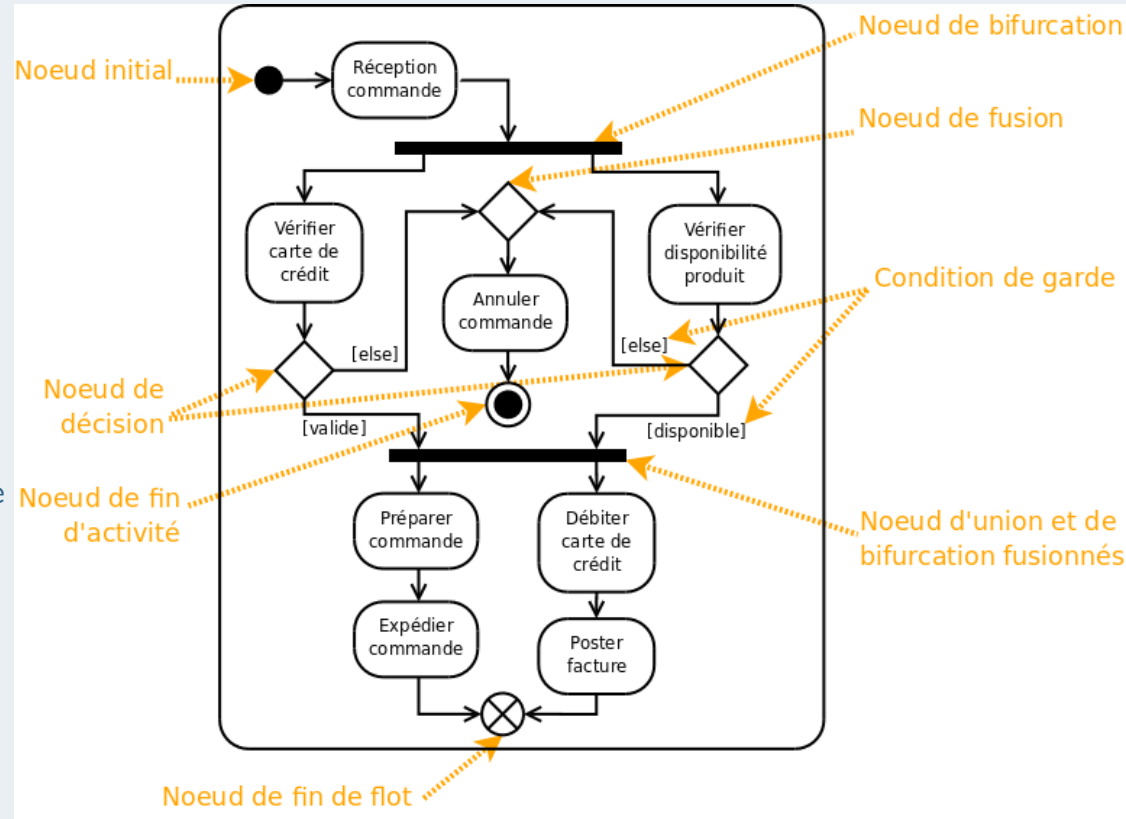 Noeud de bifurcation
Noeud initial
Réception
commande
Noeud de fusion
Vérifier
carte de
crédit
Vérifier
disponibilité
produit
Condition de garde
Annuler
commande
[else]
[else]
Noeud de
décision
[valide]
[disponible]
e
Noeud de fin
d'activité
Préparer
commande
Débiter
carte de
crédit
Noeud d'union et de
bifurcation fusionnés
Expédier
commande
Poster
facture
Noeud de fin de flot